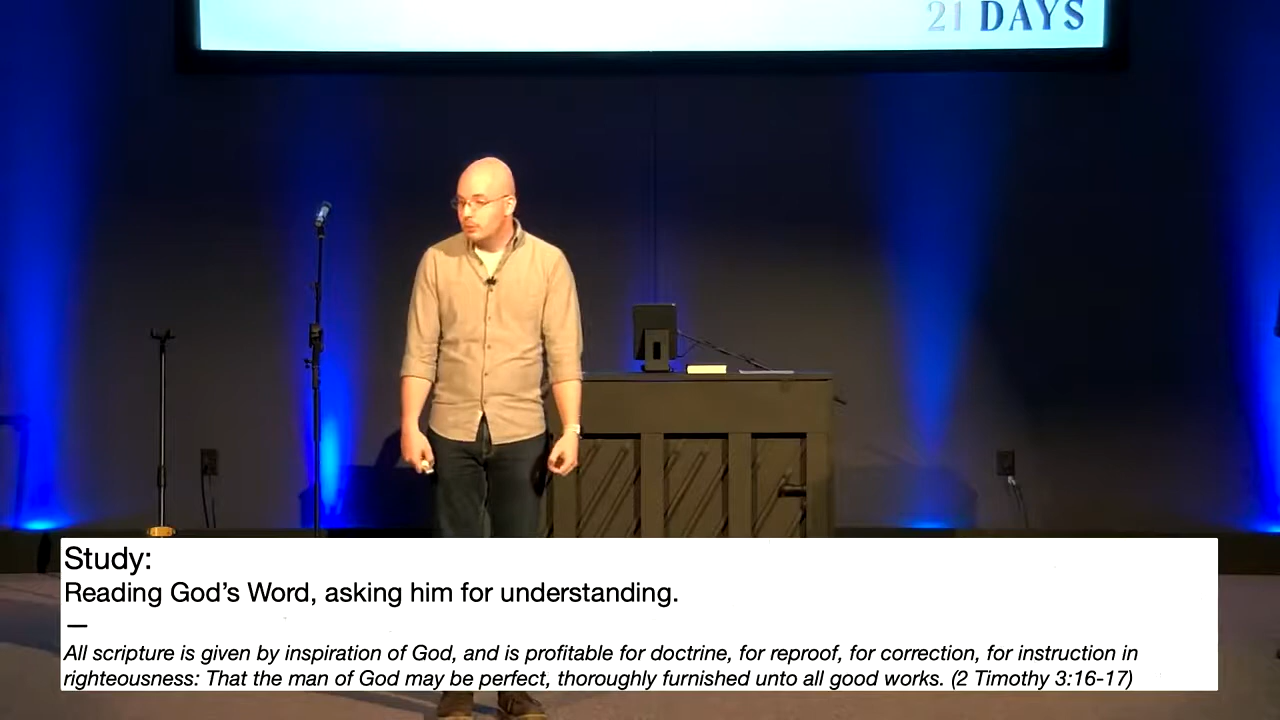 21 DAYS
Study:
Reading God's Word, asking him for understanding.
—
All scripture is given by inspiration of God, and is profitable for doctrine, for reproof, for correction, for instruction in
righteousness: That the man of God may be perfect, thoroughly furnished unto all good works. (2 Timothy 3:16-17)